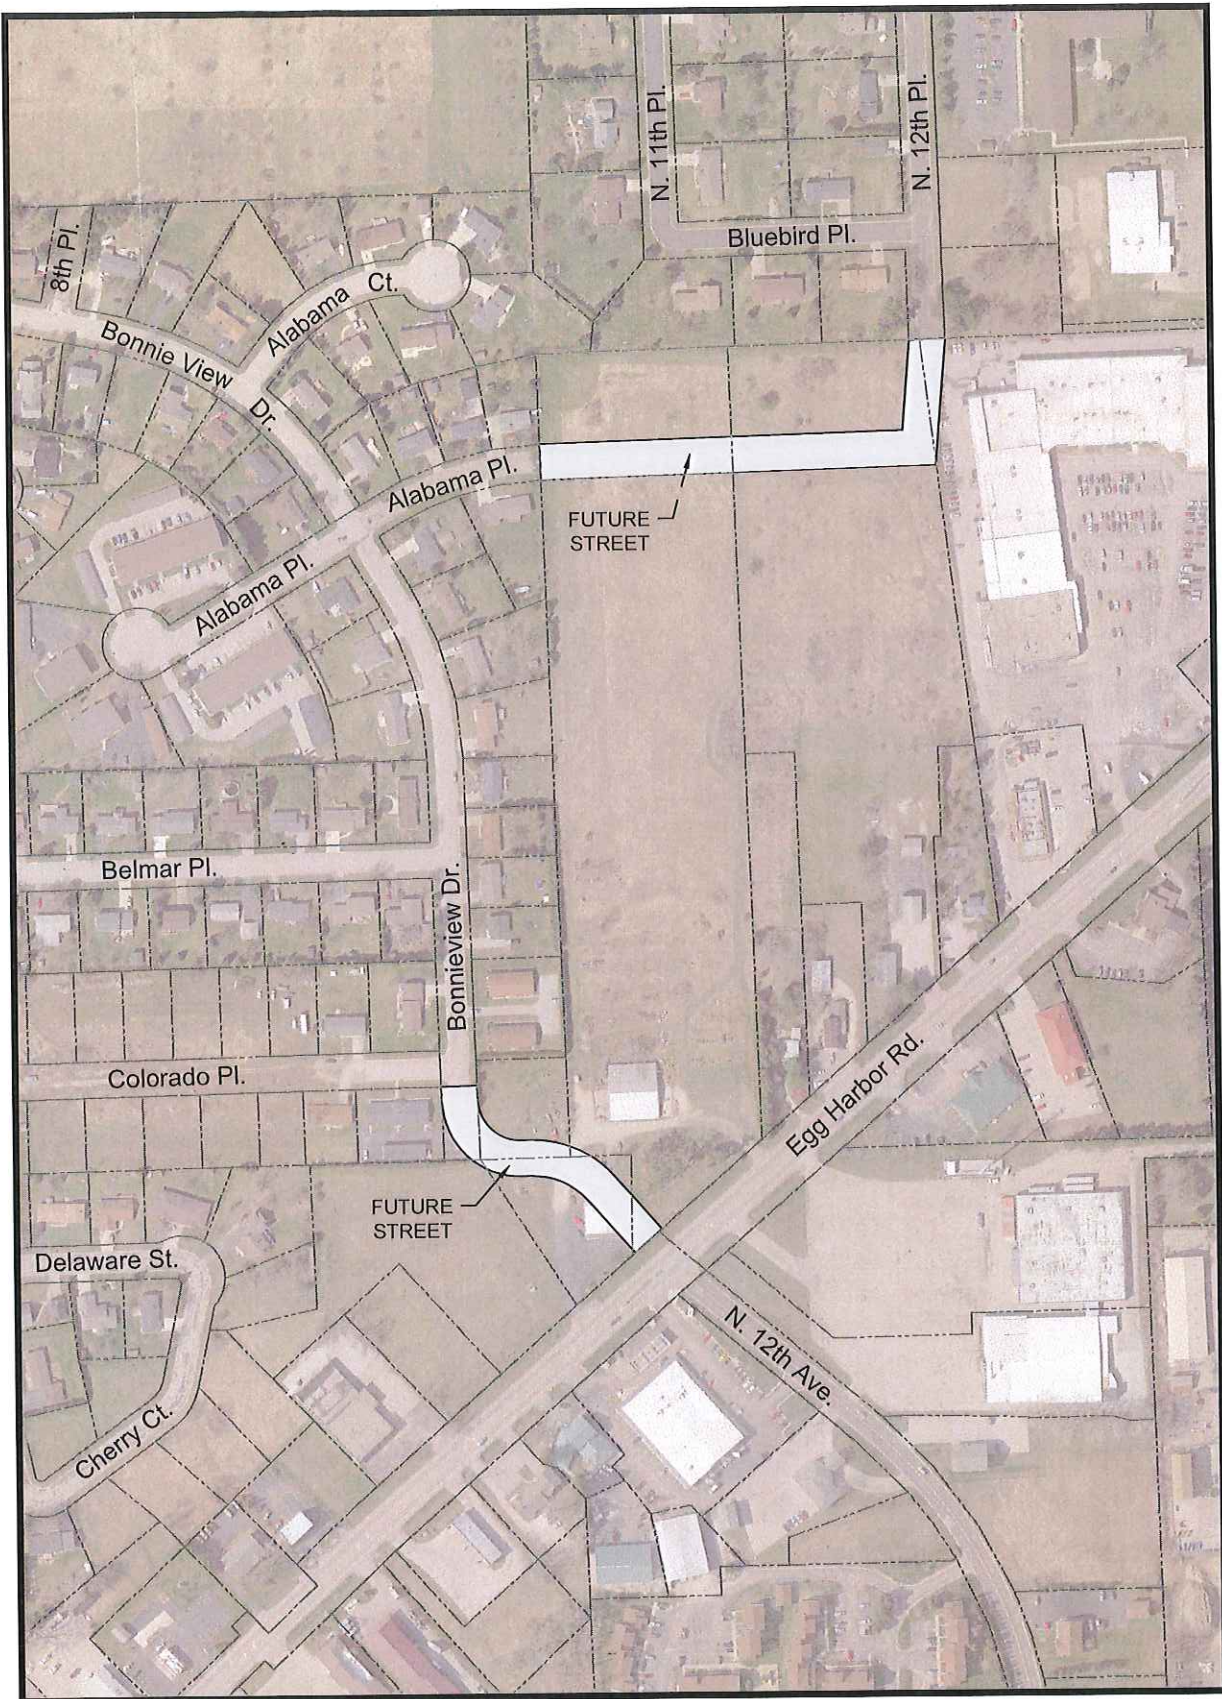 N. 11th Pl.
N. 12th Pl.
8th Pl.
Bluebird Pl.
Alabama Ct.
Bonnie View Dr.
Alabama Pl.
FUTURE
STREET
Alabama Pl.
Belmar Pl.
Bonnieview Dr.
Colorado Pl.
Egg Harbor Rd.
FUTURE
STREET
Delaware St.
N. 12th Ave.
Cherry Ct.